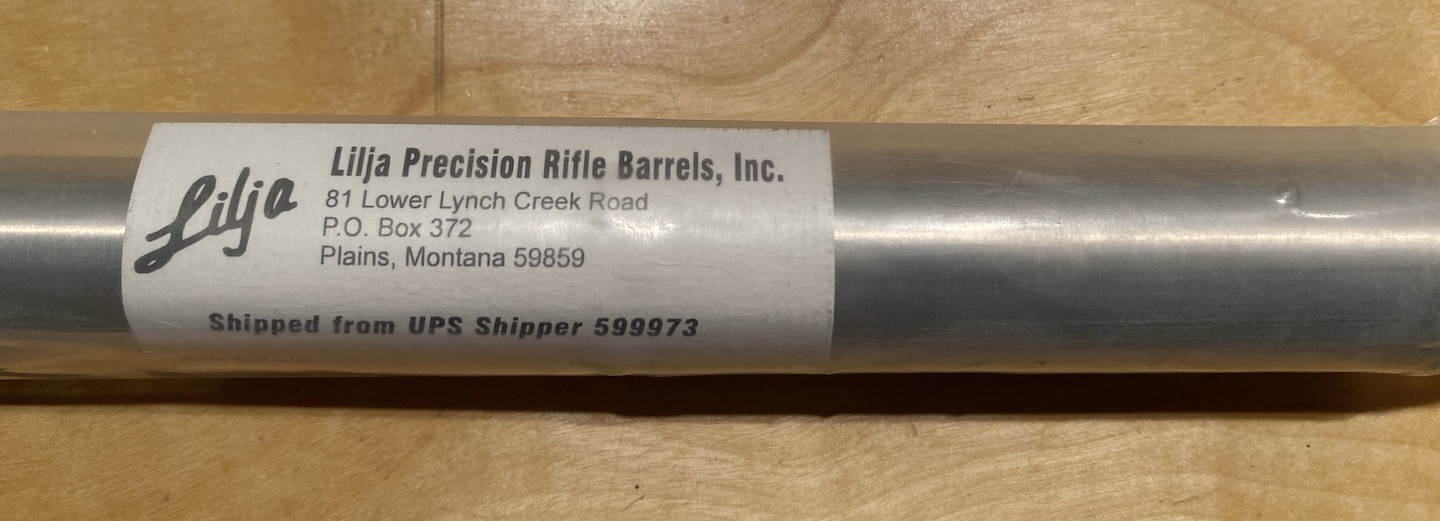 Lilja
Lilja Precision Rifle Barrels, Inc.
81 Lower Lynch Creek Road
P.O. Box 372
Plains, Montana 59859
Shipped from UPS Shipper 599973